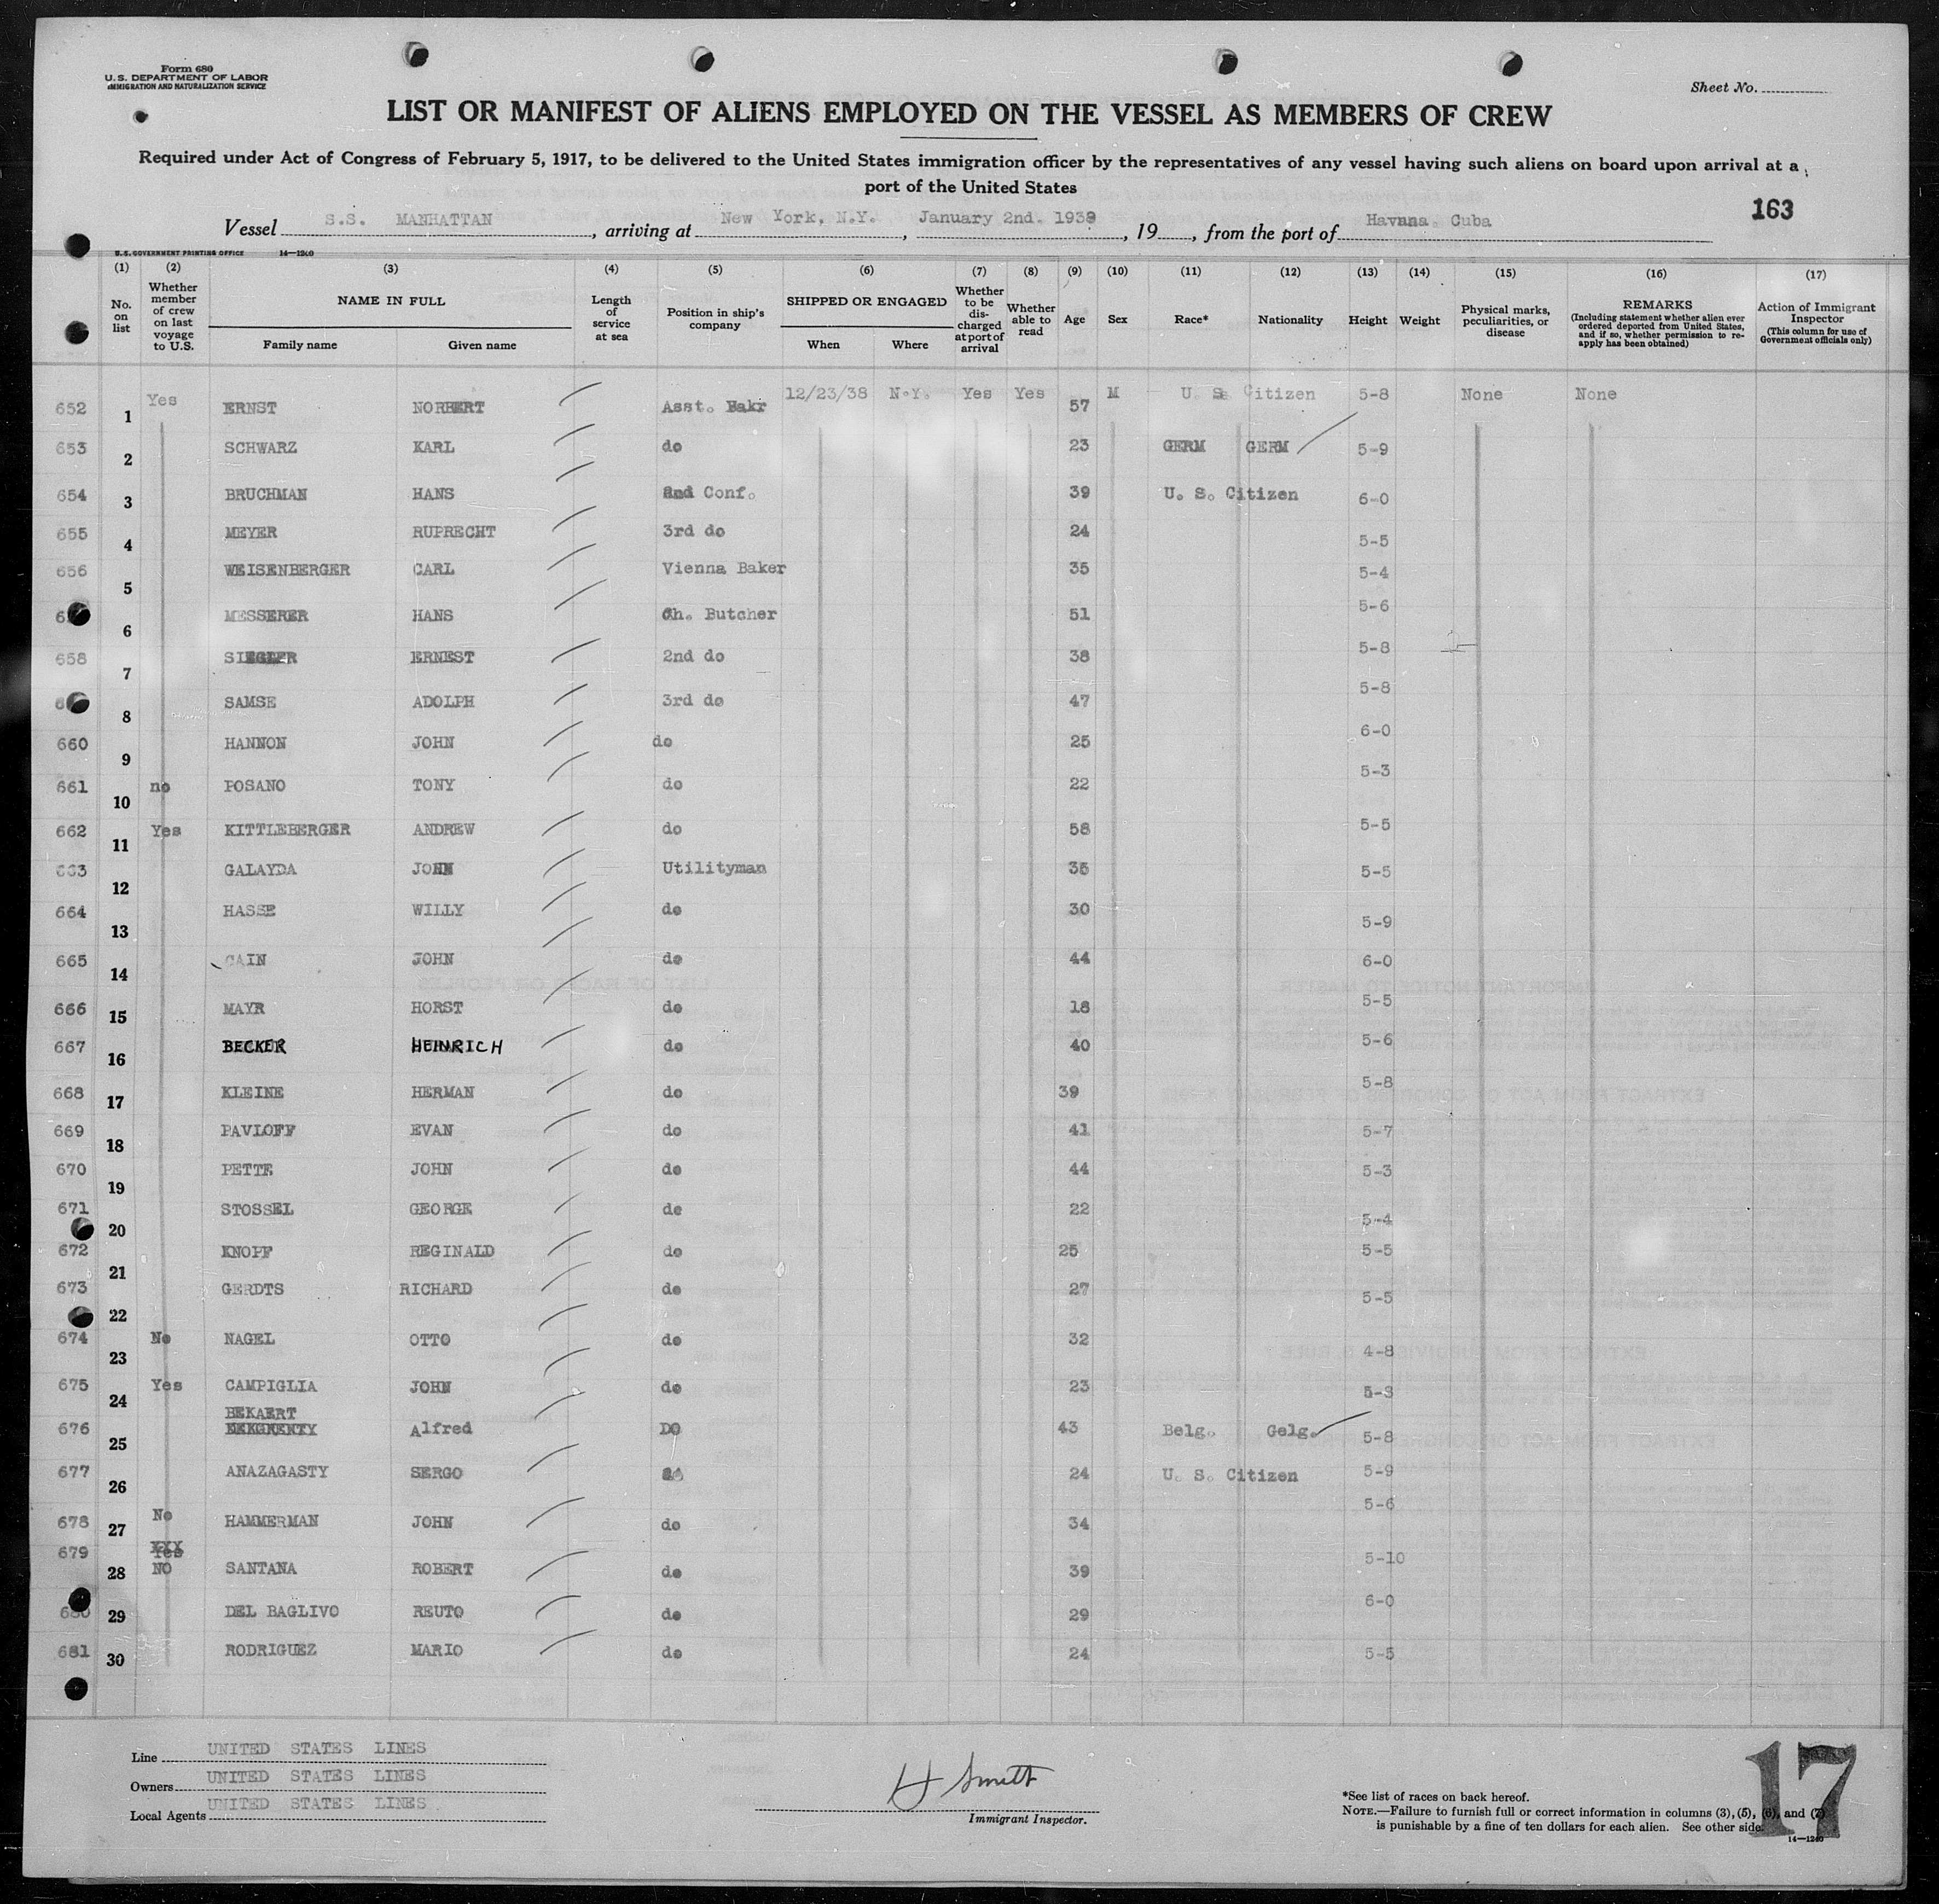 Form 680
U. S. DEPARTMENT OF LABOR
IMMIGRATION AND NATURALIZATION SERVICE
Sheet No.
LIST OR MANIFEST OF ALIENS EMPLOYED ON THE VESSEL AS MEMBERS OF CREW
Required under Act of Congress of February 5, 1917, to be delivered to the United States immigration officer by the representatives of any vessel having such aliens on board upon arrival at a
port of the United States
163
Vessel S.S. MANHATTAN, arriving at New York, N.Y., January 2nd. 1939, 19, from the port of Havana. Cuba
U. S. GOVERNMENT PRINTING OFFICE 14—1240
(1) (2) (3) (4) (5) (6) (7) (8) (9) (10) (11) (12) (13) (14) (15) (16) (17)
No. on list
Whether member of crew on last voyage to U.S.
NAME IN FULL
Family name Given name
Length of service at sea
Position in ship's company
SHIPPED OR ENGAGED
When Where
Whether to be discharged at port of arrival
Whether able to read
Age
Sex
Race*
Nationality
Height
Weight
Physical marks, peculiarities, or disease
REMARKS
(Including statement whether alien ever ordered deported from United States, and if so, whether permission to re-apply has been obtained)
Action of Immigrant Inspector
(This column for use of Government officials only)
652 1 Yes ERNST NORBERT Asst. Bakr 12/23/38 N.Y. Yes Yes 57 M U. S. Citizen 5-8 None None
653 2 SCHWARZ KARL do 23 GERM GERM 5-9
654 3 BRUCHMAN HANS 2nd Conf. 39 U. S. Citizen 6-0
655 4 MEYER RUPRECHT 3rd do 24 5-5
656 5 WEISENBERGER CARL Vienna Baker 35 5-4
6 6 MESSERER HANS Ch. Butcher 51 5-6
658 7 SIEGLER ERNEST 2nd do 38 5-8
6 8 SAMSE ADOLPH 3rd do 47 5-8
660 9 HANNON JOHN do 25 6-0
661 10 no POSANO TONY do 22 5-3
662 11 Yes KITTLEBERGER ANDREW do 58 5-5
663 12 GALAYDA JOHN Utilityman 35 5-5
664 13 HASSE WILLY do 30 5-9
665 14 CAIN JOHN do 44 6-0
666 15 MAYR HORST do 18 5-5
667 16 BECKER HEINRICH do 40 5-6
668 17 KLEINE HERMAN do 39 5-8
669 18 PAVLOFF EVAN do 41 5-7
670 19 PETTE JOHN do 44 5-3
671 20 STOSSEL GEORGE do 22 5-4
672 21 KNOPF REGINALD do 25 5-5
673 22 GERDTS RICHARD do 27 5-5
674 23 No NAGEL OTTO do 32 4-8
675 24 Yes CAMPIGLIA JOHN do 23 5-3
BEKAERT
676 25 Alfred DO 43 Belg. Gelg. 5-8
677 26 ANAZAGASTY SERGO 24 U. S. Citizen 5-9
678 27 No HAMMERMAN JOHN do 34 5-6
XXX
679 Yes
28 NO SANTANA ROBERT do 39 5-10
680 29 DEL BAGLIVO REUTO do 29 6-0
681 30 RODRIGUEZ MARIO do 24 5-5
Line UNITED STATES LINES
Owners UNITED STATES LINES
Local Agents UNITED STATES LINES
H Smith
Immigrant Inspector.
*See list of races on back hereof.
NOTE.—Failure to furnish full or correct information in columns (3), (5), (6), and (7)
is punishable by a fine of ten dollars for each alien. See other side.
14—1240
17